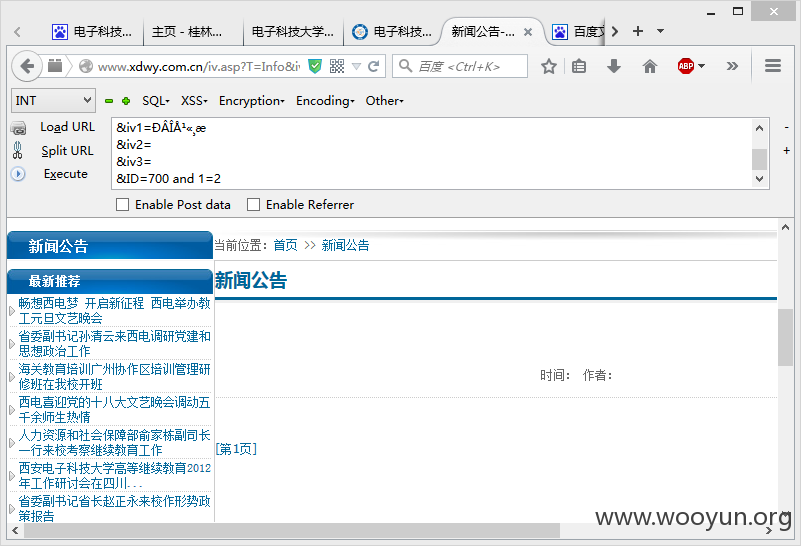 电子科技...
主页 - 桂林...
电子科技大学...
电子科技...
新闻公告-...
百度文
www.xdwy.com.cn/iv.asp?T=Info&iv
百度 <Ctrl+K>
ABP
INT
SQL
XSS
Encryption
Encoding
Other
Load URL
Split URL
Execute
&iv1=ÐÂÎÅ¹«¸æ
&iv2=
&iv3=
&ID=700 and 1=2
Enable Post data
Enable Referrer
新闻公告
当前位置：首页 >> 新闻公告
最新推荐
新闻公告
畅想西电梦 开启新征程 西电举办教
工元旦文艺晚会
省委副书记孙清云来西电调研党建和
思想政治工作
海关教育培训广州协作区培训管理研
修班在我校开班
时间： 作者：
西电喜迎党的十八大文艺晚会调动五
千余师生热情
人力资源和社会保障部俞家栋副司长
一行来校考察继续教育工作
[第1页]
西安电子科技大学高等继续教育2012
年工作研讨会在四川...
省委副书记省长赵正永来校作形势政
策报告
www.wooyun.org